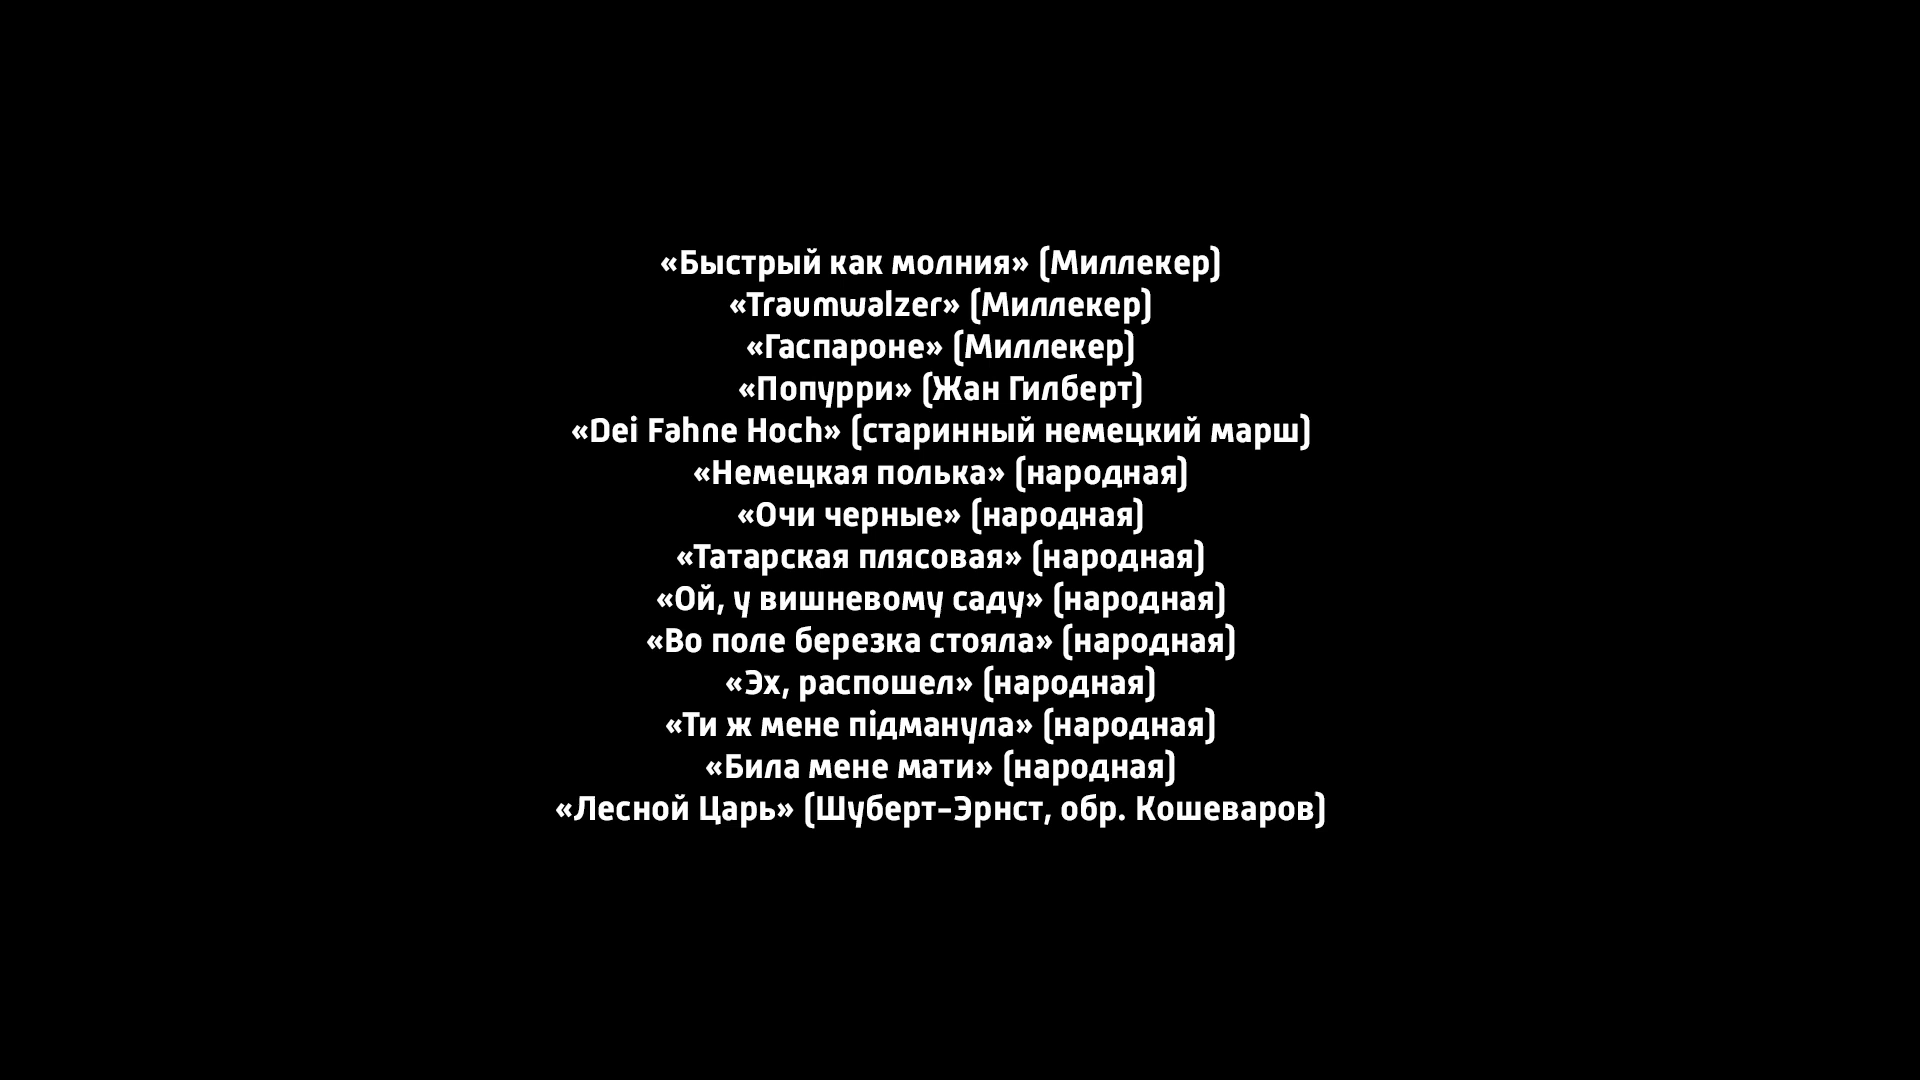 «Быстрый как молния» (Миллекер)
«Traumwalzer» (Миллекер)
«Гаспароне» (Миллекер)
«Попурри» (Жан Гилберт)
«Dei Fahne Hoch» (старинный немецкий марш)
«Немецкая полька» (народная)
«Очи черные» (народная)
«Татарская плясовая» (народная)
«Ой, у вишневому саду» (народная)
«Во поле березка стояла» (народная)
«Эх, распошел» (народная)
«Ти ж мене підманула» (народная)
«Била мене мати» (народная)
«Лесной Царь» (Шуберт-Эрнст, обр. Кошеваров)